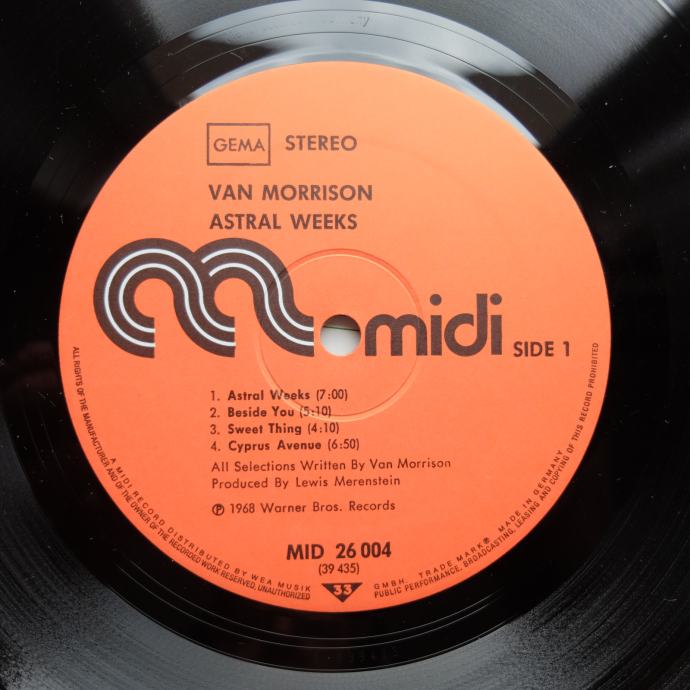 GEMA STEREO
VAN MORRISON
ASTRAL WEEKS
midi SIDE 1
1. Astral Weeks (7:00)
2. Beside You (5:10)
3. Sweet Thing (4:10)
4. Cyprus Avenue (6:50)
All Selections Written By Van Morrison
Produced By Lewis Merenstein
℗ 1968 Warner Bros. Records
MID 26 004
(39 435)
33
A MIDI RECORD DISTRIBUTED BY WEA MUSIK GMBH. TRADE MARK® MADE IN GERMANY
ALL RIGHTS OF THE MANUFACTURER AND OF THE OWNER OF THE RECORDED WORK RESERVED, UNAUTHORIZED PUBLIC PERFORMANCE, BROADCASTING, LEASING AND COPYING OF THIS RECORD PROHIBITED